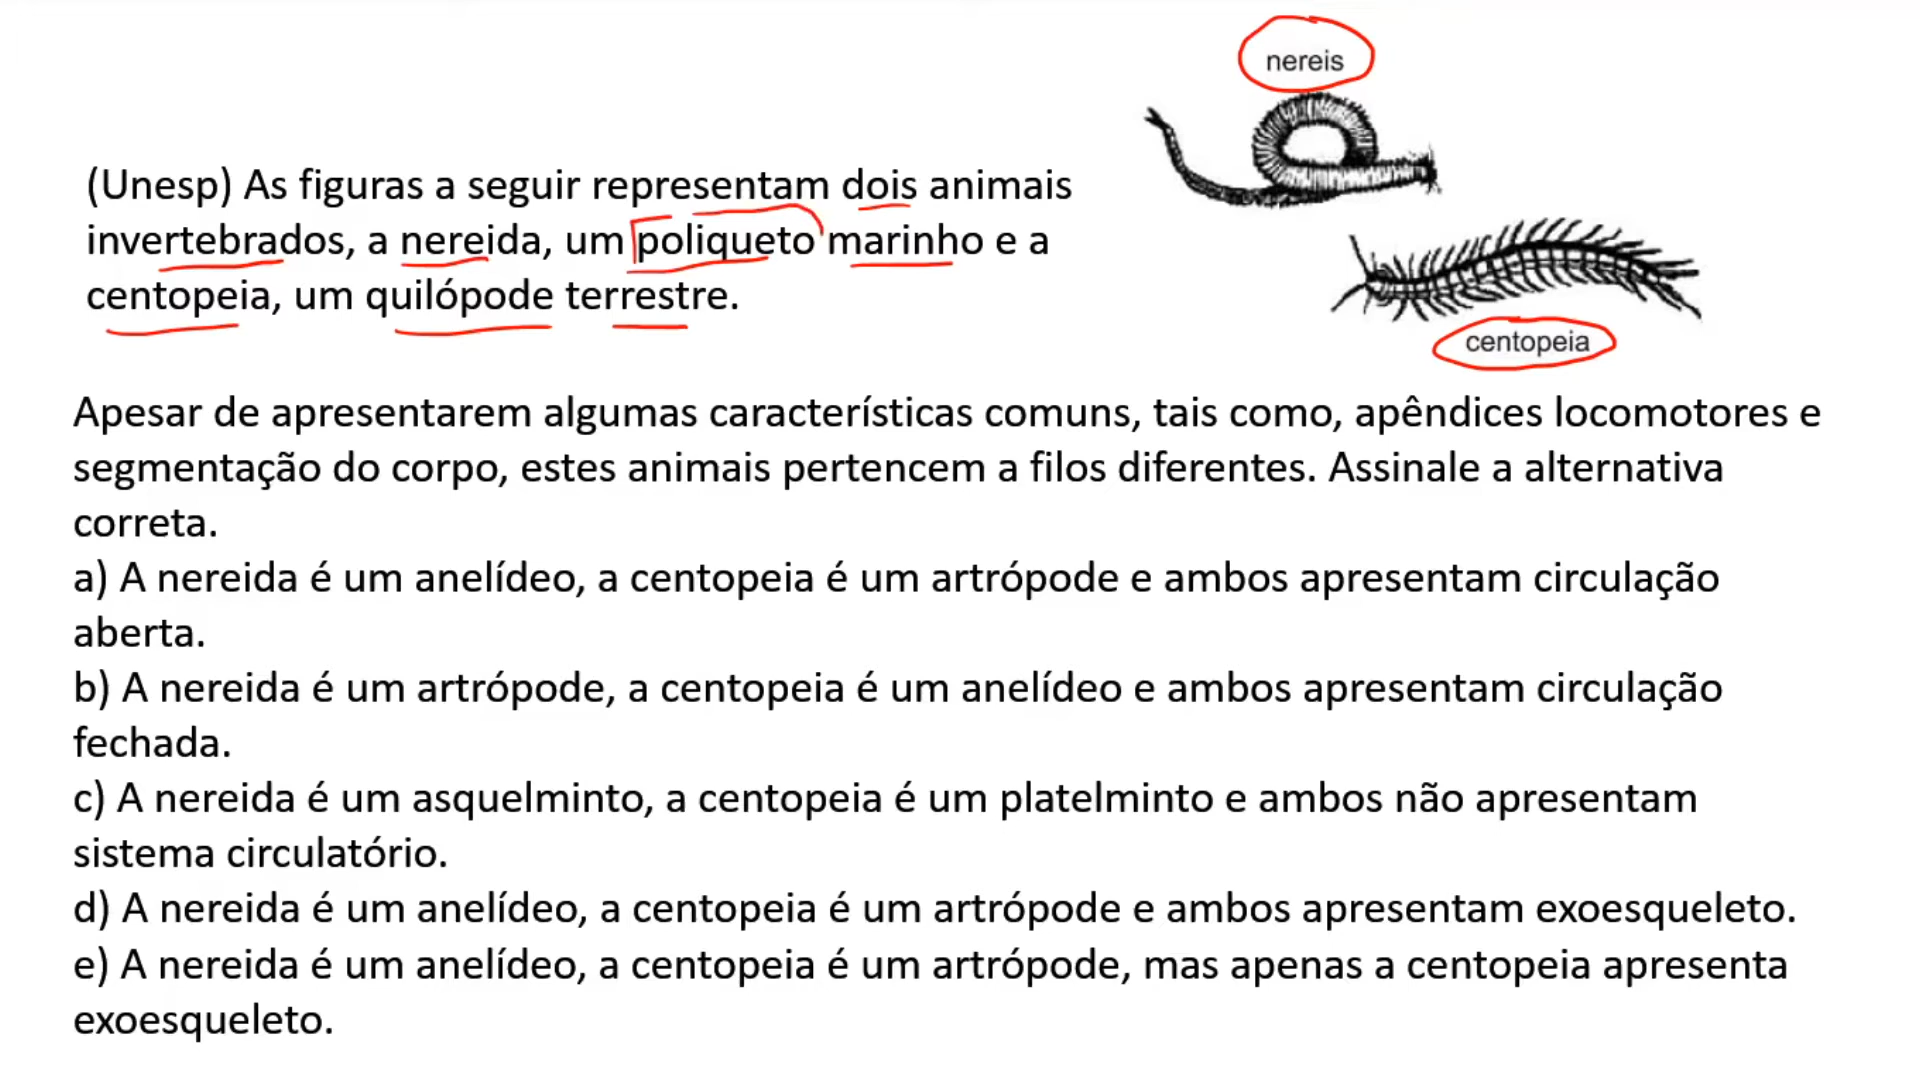 nereis
(Unesp) As figuras a seguir representam dois animais
invertebrados, a nereida, um poliqueto marinho e a
centopeia, um quilópode terrestre.
centopeia
Apesar de apresentarem algumas características comuns, tais como, apêndices locomotores e
segmentação do corpo, estes animais pertencem a filos diferentes. Assinale a alternativa
correta.
a) A nereida é um anelídeo, a centopeia é um artrópode e ambos apresentam circulação
aberta.
b) A nereida é um artrópode, a centopeia é um anelídeo e ambos apresentam circulação
fechada.
c) A nereida é um asquelminto, a centopeia é um platelminto e ambos não apresentam
sistema circulatório.
d) A nereida é um anelídeo, a centopeia é um artrópode e ambos apresentam exoesqueleto.
e) A nereida é um anelídeo, a centopeia é um artrópode, mas apenas a centopeia apresenta
exoesqueleto.